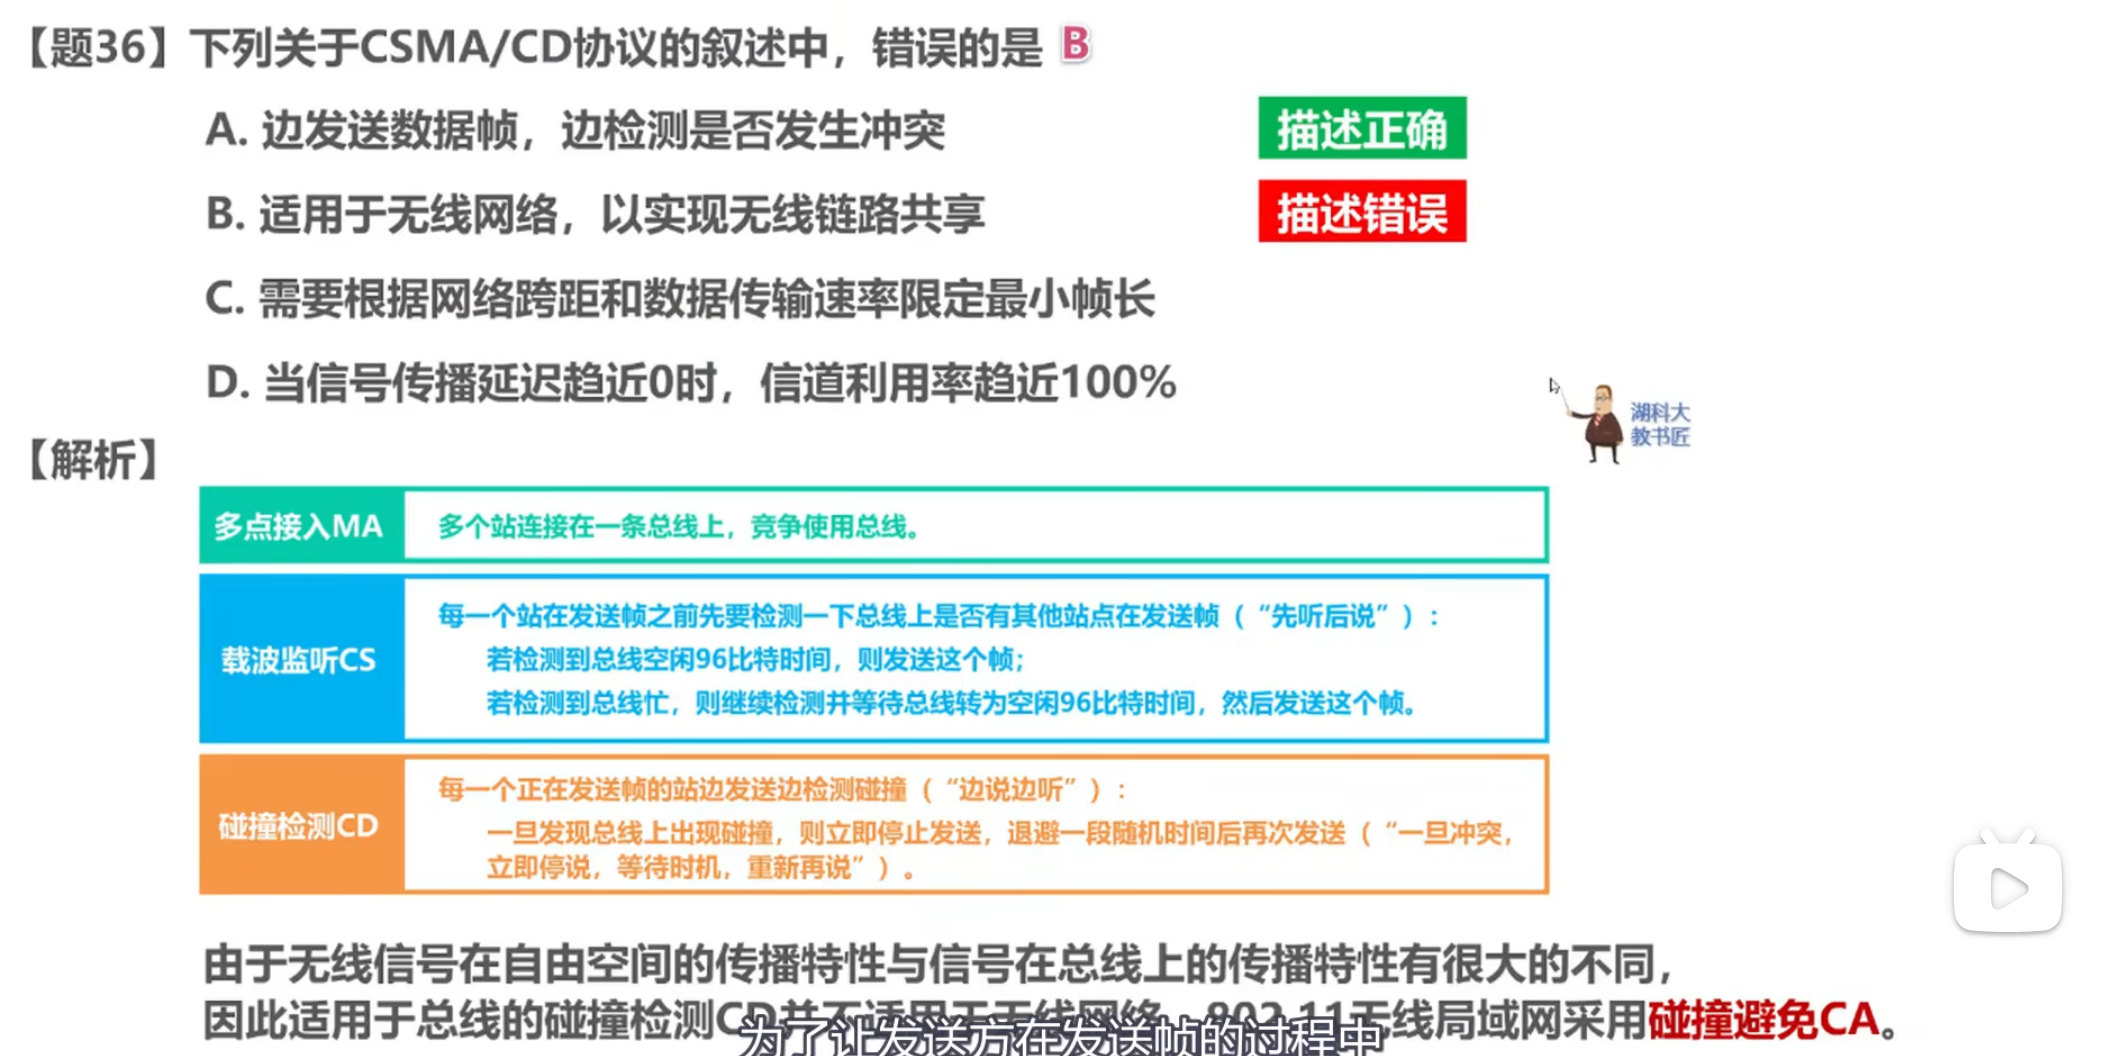 【题36】下列关于CSMA/CD协议的叙述中，错误的是 B
A. 边发送数据帧，边检测是否发生冲突
描述正确
B. 适用于无线网络，以实现无线链路共享
描述错误
C. 需要根据网络跨距和数据传输速率限定最小帧长
D. 当信号传播延迟趋近0时，信道利用率趋近100%
湖科大
教书匠
【解析】
多点接入MA
多个站连接在一条总线上，竞争使用总线。
载波监听CS
每一个站在发送帧之前先要检测一下总线上是否有其他站点在发送帧（“先听后说”）：
若检测到总线空闲96比特时间，则发送这个帧；
若检测到总线忙，则继续检测并等待总线转为空闲96比特时间，然后发送这个帧。
碰撞检测CD
每一个正在发送帧的站边发送边检测碰撞（“边说边听”）：
一旦发现总线上出现碰撞，则立即停止发送，退避一段随机时间后再次发送（“一旦冲突，
立即停说，等待时机，重新再说”）。
由于无线信号在自由空间的传播特性与信号在总线上的传播特性有很大的不同，
因此适用于总线的碰撞检测CD并不适用于无线网络，802.11无线局域网采用碰撞避免CA。
为了让发送方在发送帧的过程中